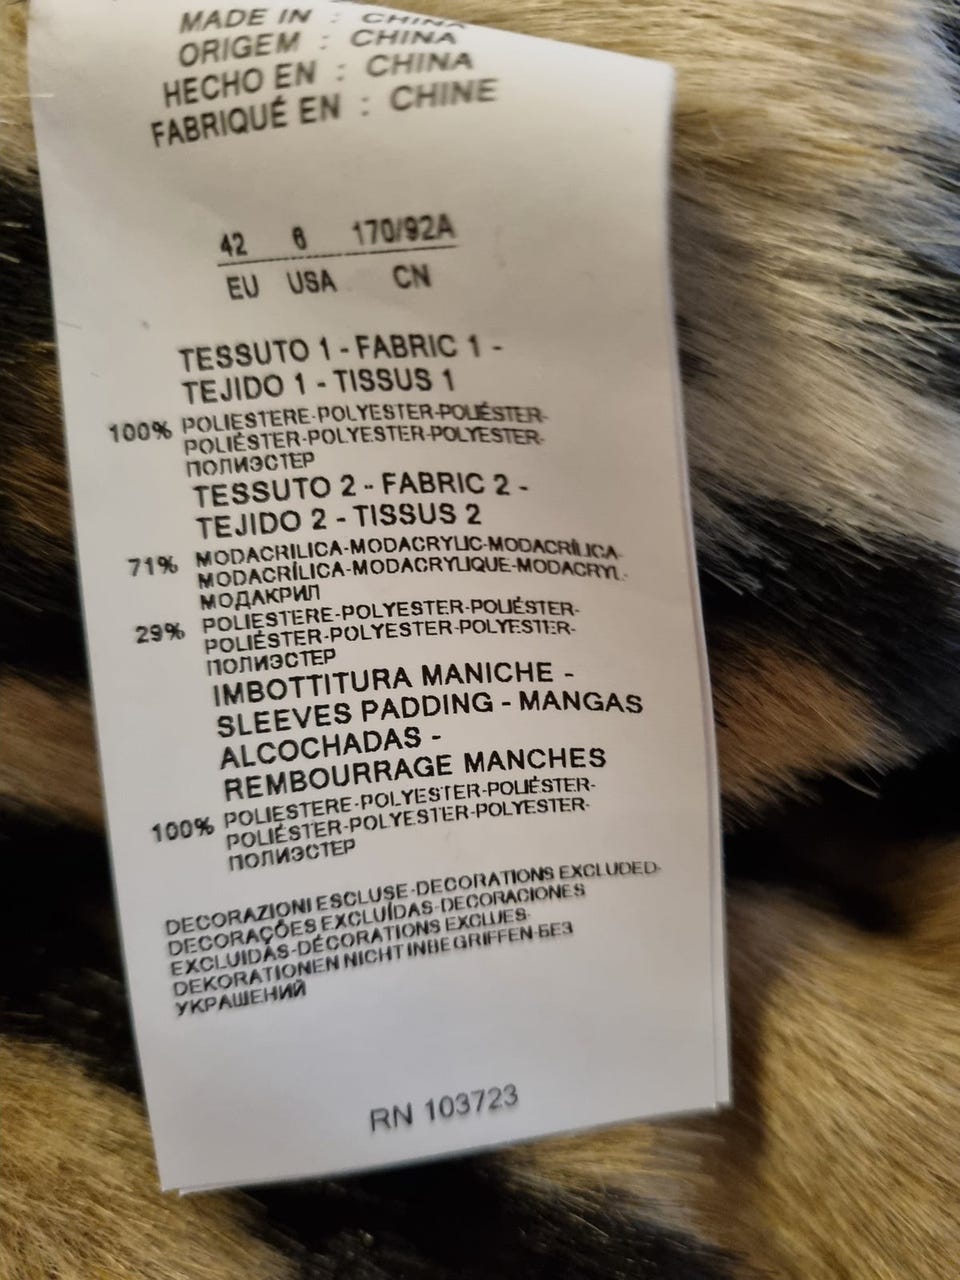 MADE IN : CHINA
ORIGEM : CHINA
HECHO EN : CHINA
FABRIQUÉ EN : CHINE
42 6 170/92A
EU USA CN
TESSUTO 1 - FABRIC 1 -
TEJIDO 1 - TISSUS 1
100% POLIESTERE-POLYESTER-POLIÉSTER-
POLIÉSTER-POLYESTER-POLYESTER-
ПОЛИЭСТЕР
TESSUTO 2 - FABRIC 2 -
TEJIDO 2 - TISSUS 2
71% MODACRILICA-MODACRYLIC-MODACRÍLICA-
MODACRÍLICA-MODACRYLIQUE-MODACRYL-
МОДАКРИЛ
29% POLIESTERE-POLYESTER-POLIÉSTER-
POLIÉSTER-POLYESTER-POLYESTER-
ПОЛИЭСТЕР
IMBOTTITURA MANICHE -
SLEEVES PADDING - MANGAS
ALCOCHADAS -
REMBOURRAGE MANCHES
100% POLIESTERE-POLYESTER-POLIÉSTER-
POLIÉSTER-POLYESTER-POLYESTER-
ПОЛИЭСТЕР
DECORAZIONI ESCLUSE-DECORATIONS EXCLUDED-
DECORAÇÕES EXCLUÍDAS-DECORACIONES
EXCLUIDAS-DÉCORATIONS EXCLUES-
DEKORATIONEN NICHT INBEGRIFFEN-БЕЗ
УКРАШЕНИЙ
RN 103723